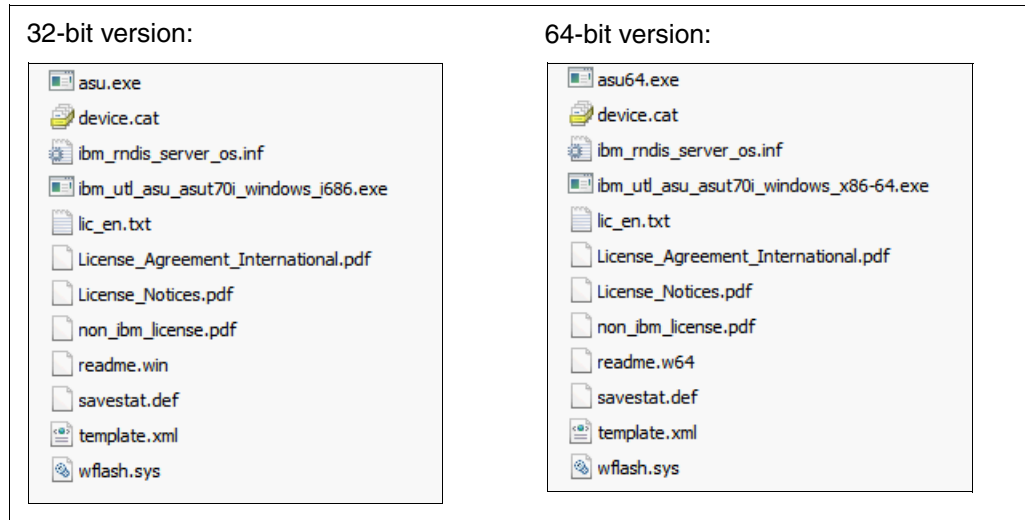 32-bit version:
asu.exe
device.cat
ibm_rndis_server_os.inf
ibm_utl_asu_asut70i_windows_i686.exe
lic_en.txt
License_Agreement_International.pdf
License_Notices.pdf
non_ibm_license.pdf
readme.win
savestat.def
template.xml
wflash.sys
64-bit version:
asu64.exe
device.cat
ibm_rndis_server_os.inf
ibm_utl_asu_asut70i_windows_x86-64.exe
lic_en.txt
License_Agreement_International.pdf
License_Notices.pdf
non_ibm_license.pdf
readme.w64
savestat.def
template.xml
wflash.sys